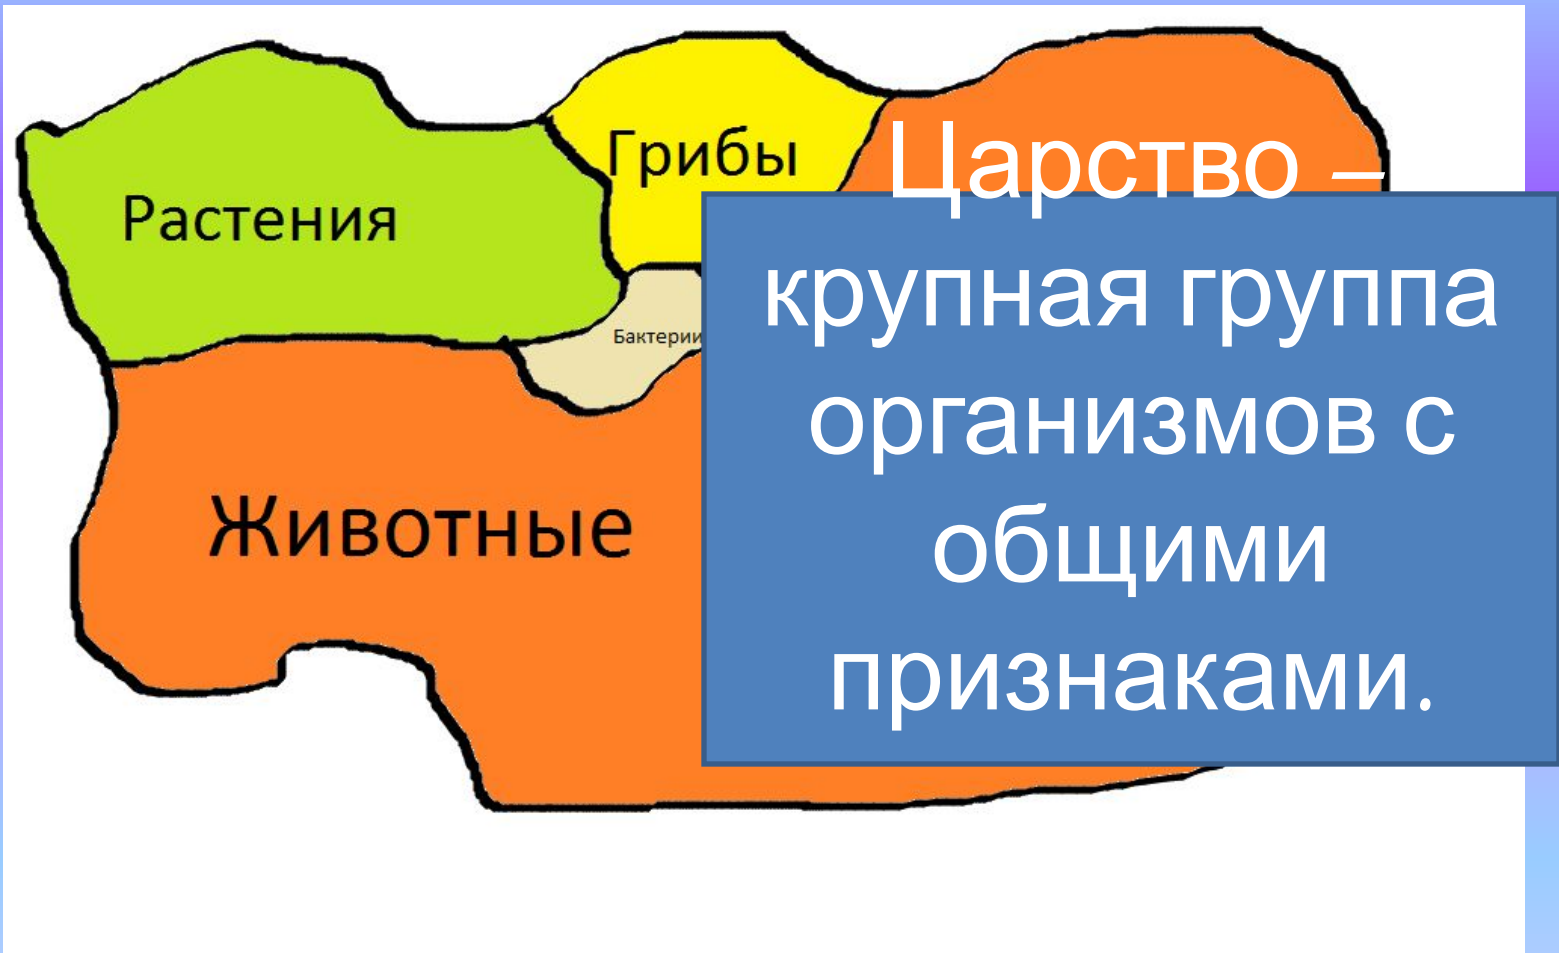 Растения
Грибы
Бактерии
Животные
Царство –
крупная группа
организмов с
общими
признаками.